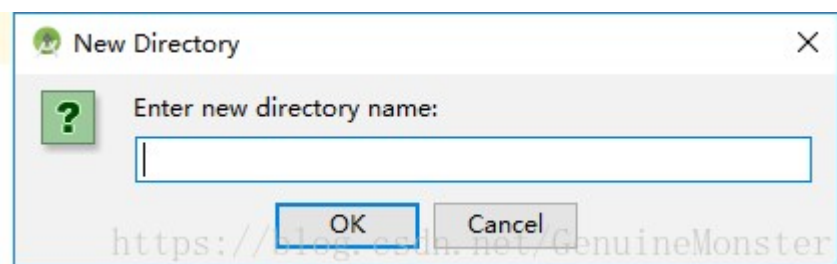 New Directory
Enter new directory name:
OK Cancel
https://blog.csdn.net/GenuineMonster